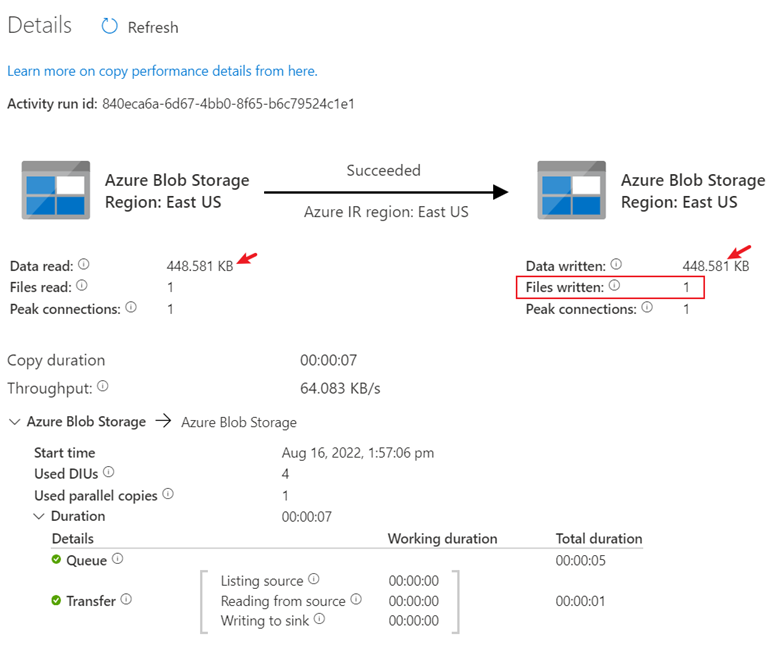 Details Refresh
Learn more on copy performance details from here.
Activity run id: 840eca6a-6d67-4bb0-8f65-b6c79524c1e1
Azure Blob Storage
Region: East US
Succeeded
Azure IR region: East US
Azure Blob Storage
Region: East US
Data read: 448.581 KB
Files read: 1
Peak connections: 1
Data written: 448.581 KB
Files written: 1
Peak connections: 1
Copy duration 00:00:07
Throughput: 64.083 KB/s
Azure Blob Storage → Azure Blob Storage
Start time Aug 16, 2022, 1:57:06 pm
Used DIUs 4
Used parallel copies 1
Duration 00:00:07
Details Working duration Total duration
Queue 00:00:05
Listing source 00:00:00
Transfer Reading from source 00:00:00 00:00:01
Writing to sink 00:00:00